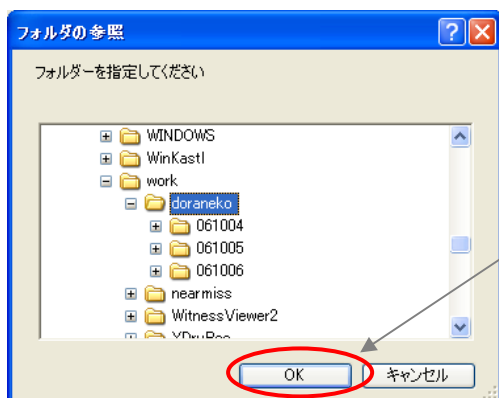 フォルダの参照
フォルダーを指定してください
WINDOWS
WinKastl
work
doraneko
061004
061005
061006
nearmiss
WitnessViewer2
OK
キャンセル